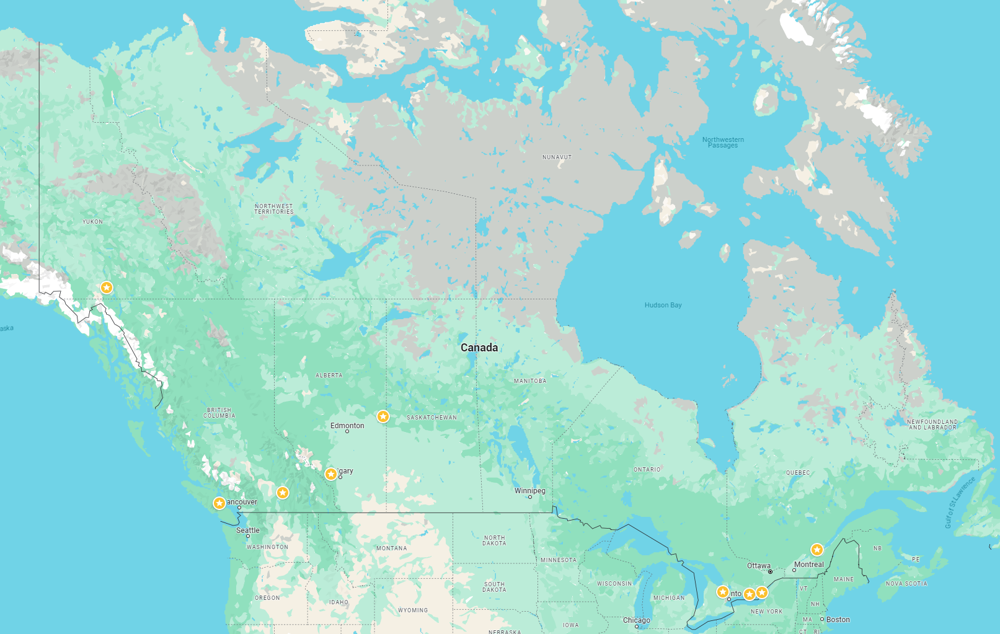 Northwestern
Passages
NUNAVUT
NORTHWEST
TERRITORIES
YUKON
Hudson Bay
aska
Canada
ALBERTA
MANITOBA
BRITISH
COLUMBIA
SASKATCHEWAN
Edmonton
NEWFOUNDLAND
AND LABRADOR
gary
ONTARIO
QUEBEC
Winnipeg
ancouver
Gulf of St Lawrence
Seattle
WASHINGTON
MONTANA
NORTH
DAKOTA
NB
MINNESOTA
PE
Ottawa
Montreal
MAINE
NOVA SCOTIA
WISCONSIN
SOUTH
DAKOTA
VT
nto
OREGON
IDAHO
MICHIGAN
NH
WYOMING
NEW YORK
Chicago
MA
Boston
IOWA
NEBRASKA
CT
RI